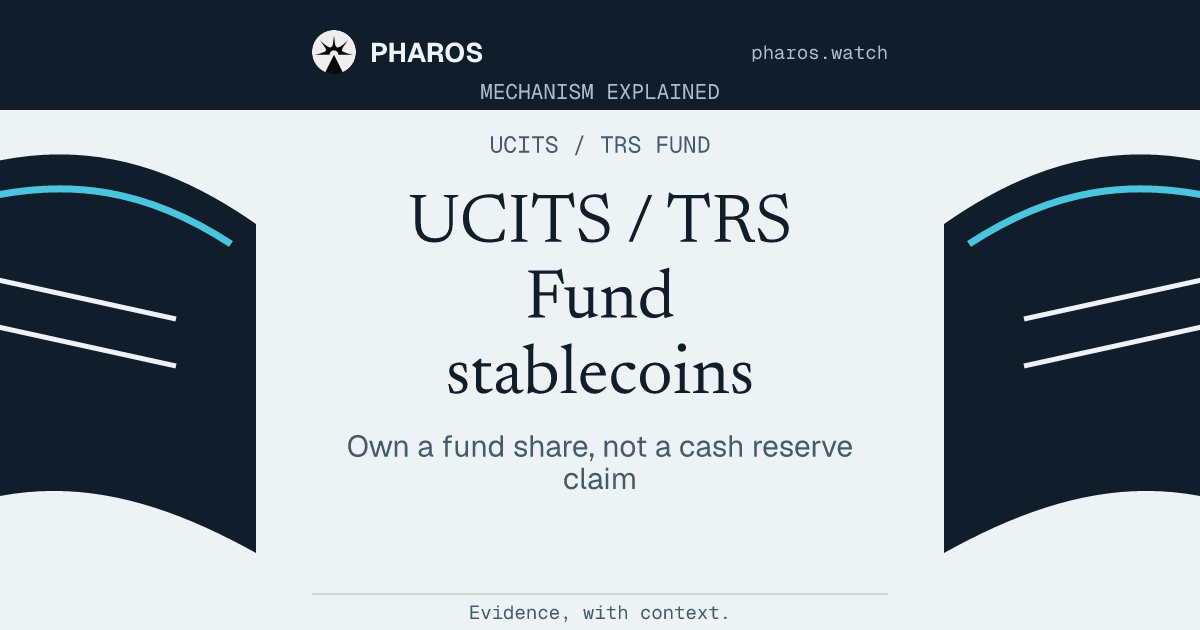 PHAROS
pharos.watch
MECHANISM EXPLAINED
UCITS / TRS FUND
UCITS / TRS
Fund
stablecoins
Own a fund share, not a cash reserve
claim
Evidence, with context.